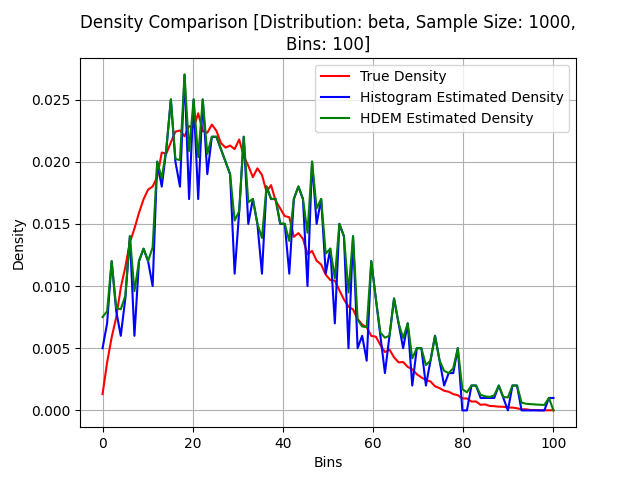 Density Comparison [Distribution: beta, Sample Size: 1000,
Bins: 100]
True Density
Histogram Estimated Density
HDEM Estimated Density
Density
0.025
0.020
0.015
0.010
0.005
0.000
0 20 40 60 80 100
Bins